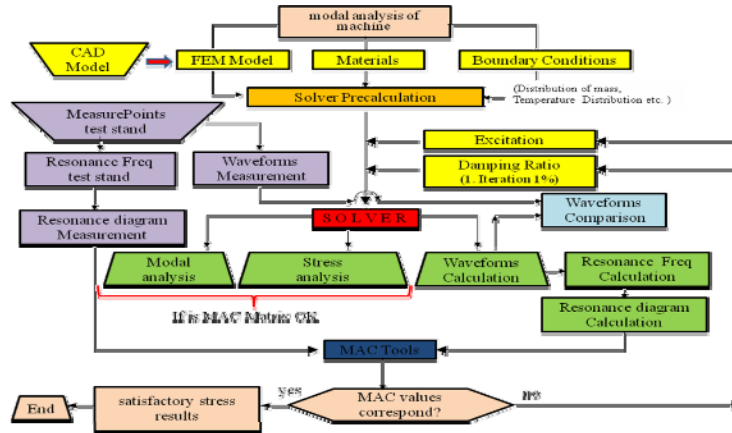 modal analysis of
machine
CAD
Model
FEM Model
Materials
Boundary Conditions
(Distribution of mass,
Temperature Distribution etc. )
Solver Precalculation
MeasurePoints
test stand
Excitation
Resonance Freq
test stand
Waveforms
Measurement
Damping Ratio
(1. Iteration 1%)
Waveforms
Comparison
Resonance diagram
Measurement
S O L V E R
Modal
analysis
Stress
analysis
Waveforms
Calculation
Resonance Freq
Calculation
If is MAC Matrix OK
Resonance diagram
Calculation
MAC Tools
End
satisfactory stress
results
yes
MAC values
correspond?
no